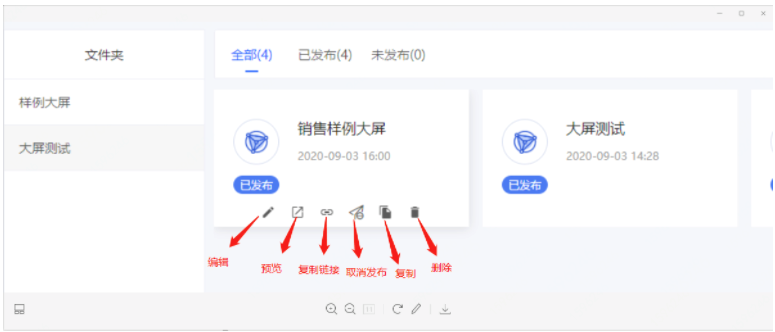 文件夹
全部(4) 已发布(4) 未发布(0)
样例大屏
大屏测试
销售样例大屏
2020-09-03 16:00
已发布
大屏测试
2020-09-03 14:28
已发布
编辑
预览
复制链接
取消发布
复制
删除